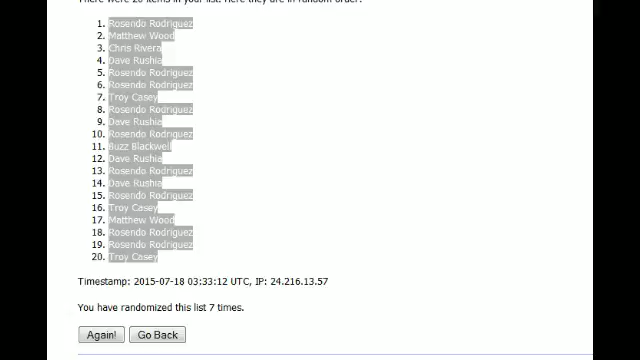 There were 20 items in your list. Here they are in random order:
1. Rosendo Rodriguez
2. Matthew Wood
3. Chris Rivera
4. Dave Rushia
5. Rosendo Rodriguez
6. Rosendo Rodriguez
7. Troy Casey
8. Rosendo Rodriguez
9. Dave Rushia
10. Rosendo Rodriguez
11. Buzz Blackwell
12. Dave Rushia
13. Rosendo Rodriguez
14. Dave Rushia
15. Rosendo Rodriguez
16. Troy Casey
17. Matthew Wood
18. Rosendo Rodriguez
19. Rosendo Rodriguez
20. Troy Casey
Timestamp: 2015-07-18 03:33:12 UTC, IP: 24.216.13.57
You have randomized this list 7 times.
Again! Go Back